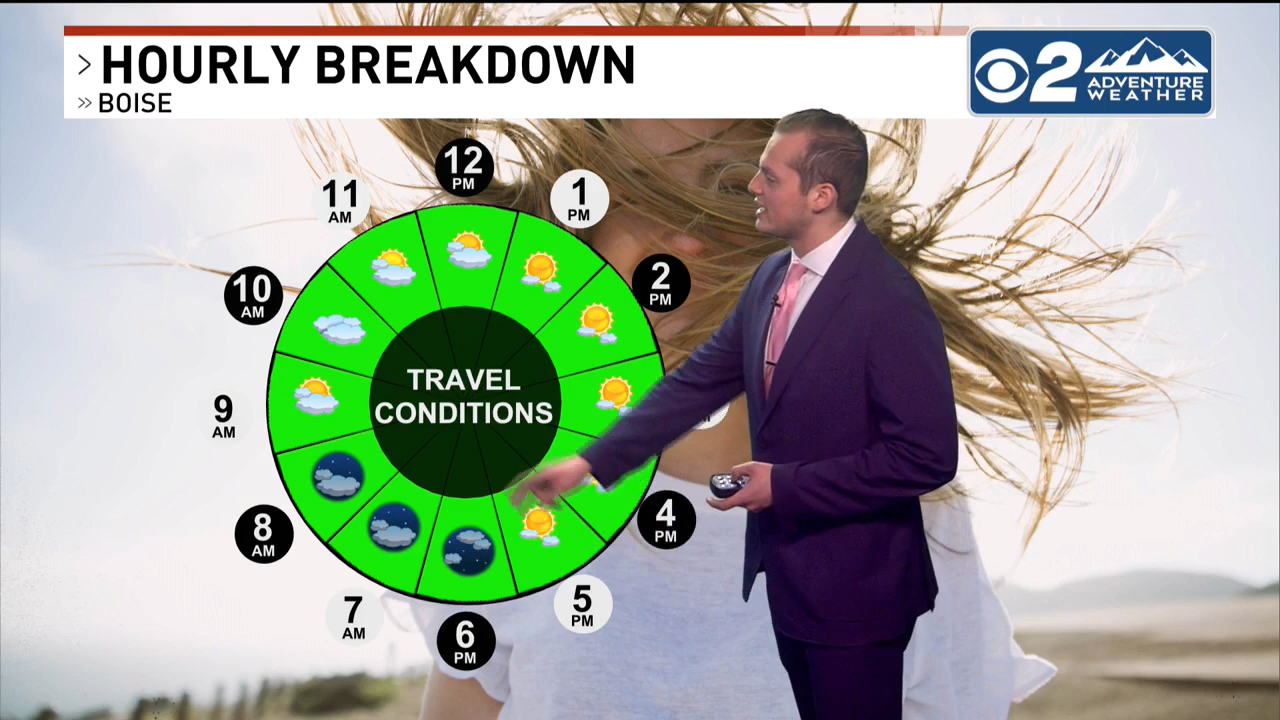 > HOURLY BREAKDOWN
» BOISE
2 ADVENTURE
WEATHER
12
PM
1
PM
2
PM
4
PM
5
PM
6
PM
7
AM
8
AM
9
AM
10
AM
11
AM
TRAVEL
CONDITIONS